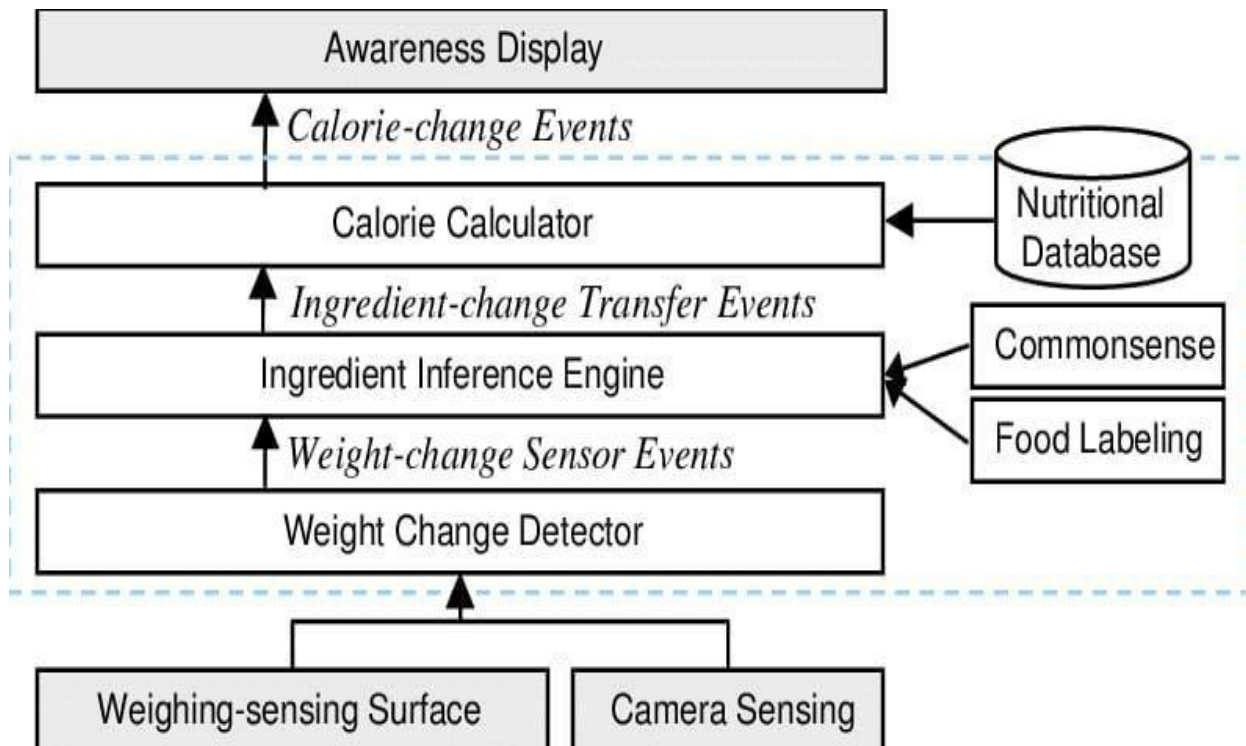 Awareness Display
Calorie-change Events
Calorie Calculator
Nutritional
Database
Ingredient-change Transfer Events
Commonsense
Ingredient Inference Engine
Food Labeling
Weight-change Sensor Events
Weight Change Detector
Weighing-sensing Surface
Camera Sensing